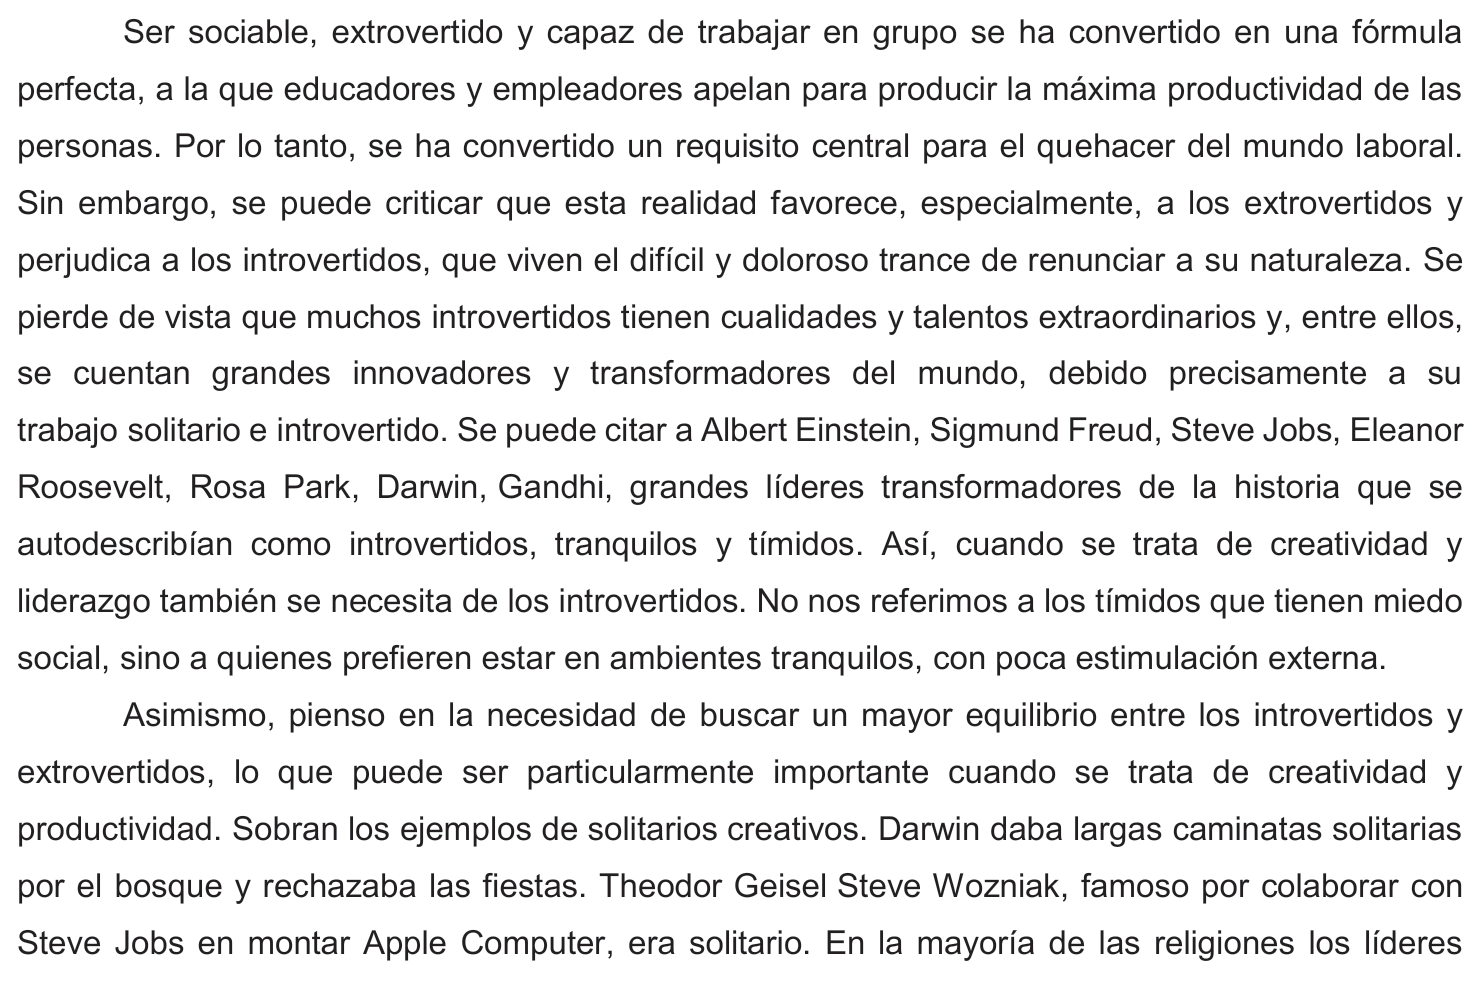 Ser sociable, extrovertido y capaz de trabajar en grupo se ha convertido en una fórmula
perfecta, a la que educadores y empleadores apelan para producir la máxima productividad de las
personas. Por lo tanto, se ha convertido un requisito central para el quehacer del mundo laboral.
Sin embargo, se puede criticar que esta realidad favorece, especialmente, a los extrovertidos y
perjudica a los introvertidos, que viven el difícil y doloroso trance de renunciar a su naturaleza. Se
pierde de vista que muchos introvertidos tienen cualidades y talentos extraordinarios y, entre ellos,
se cuentan grandes innovadores y transformadores del mundo, debido precisamente a su
trabajo solitario e introvertido. Se puede citar a Albert Einstein, Sigmund Freud, Steve Jobs, Eleanor
Roosevelt, Rosa Park, Darwin, Gandhi, grandes líderes transformadores de la historia que se
autodescribían como introvertidos, tranquilos y tímidos. Así, cuando se trata de creatividad y
liderazgo también se necesita de los introvertidos. No nos referimos a los tímidos que tienen miedo
social, sino a quienes prefieren estar en ambientes tranquilos, con poca estimulación externa.
Asimismo, pienso en la necesidad de buscar un mayor equilibrio entre los introvertidos y
extrovertidos, lo que puede ser particularmente importante cuando se trata de creatividad y
productividad. Sobran los ejemplos de solitarios creativos. Darwin daba largas caminatas solitarias
por el bosque y rechazaba las fiestas. Theodor Geisel Steve Wozniak, famoso por colaborar con
Steve Jobs en montar Apple Computer, era solitario. En la mayoría de las religiones los líderes